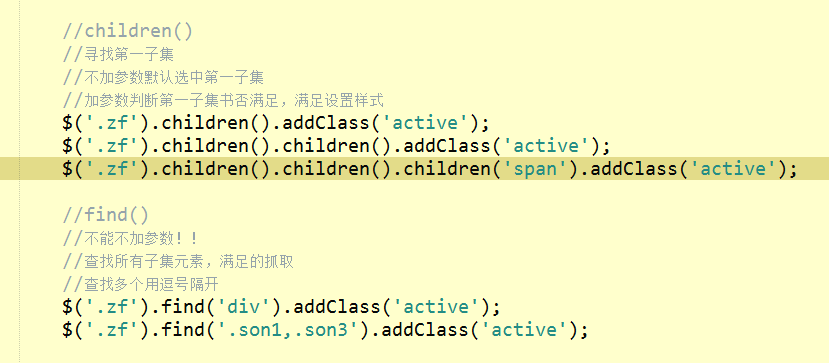 //children()
//寻找第一子集
//不加参数默认选中第一子集
//加参数判断第一子集书否满足，满足设置样式
$('.zf').children().addClass('active');
$('.zf').children().children().addClass('active');
$('.zf').children().children().children('span').addClass('active');
//find()
//不能不加参数！！
//查找所有子集元素，满足的抓取
//查找多个用逗号隔开
$('.zf').find('div').addClass('active');
$('.zf').find('.son1,.son3').addClass('active');